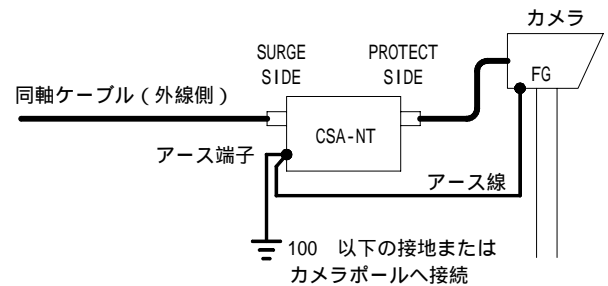 カメラ
SURGE
SIDE
PROTECT
SIDE
FG
同軸ケーブル（外線側）
CSA-NT
アース端子
アース線
100　以下の接地または
カメラポールへ接続